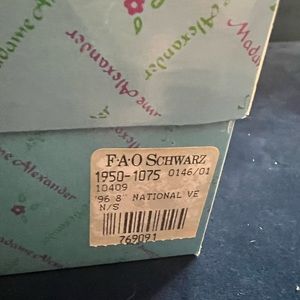 Madame Alexander
Madame Alexander
F·A·O SCHWARZ
1950-1075 0146/01
10409
'96 8" NATIONAL VE
N/S
769091
Madame Alexander